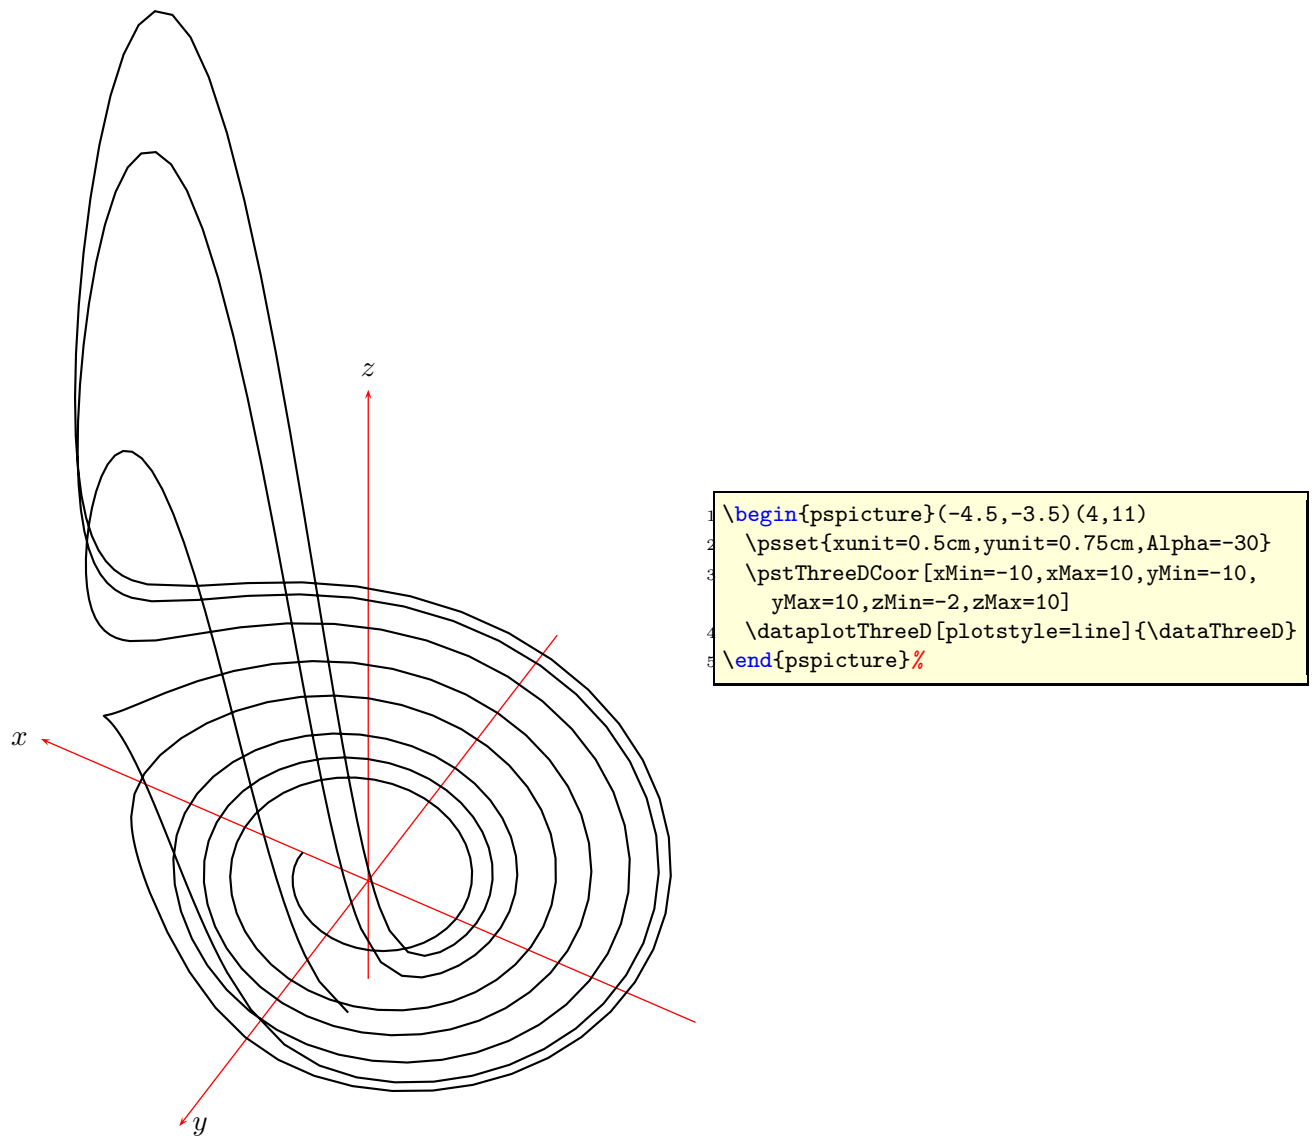 z
x
y
1 \begin{pspicture}(-4.5,-3.5)(4,11)
2 \psset{xunit=0.5cm,yunit=0.75cm,Alpha=-30}
3 \pstThreeDCoor[xMin=-10,xMax=10,yMin=-10,
yMax=10,zMin=-2,zMax=10]
4 \dataplotThreeD[plotstyle=line]{\dataThreeD}
5 \end{pspicture}%